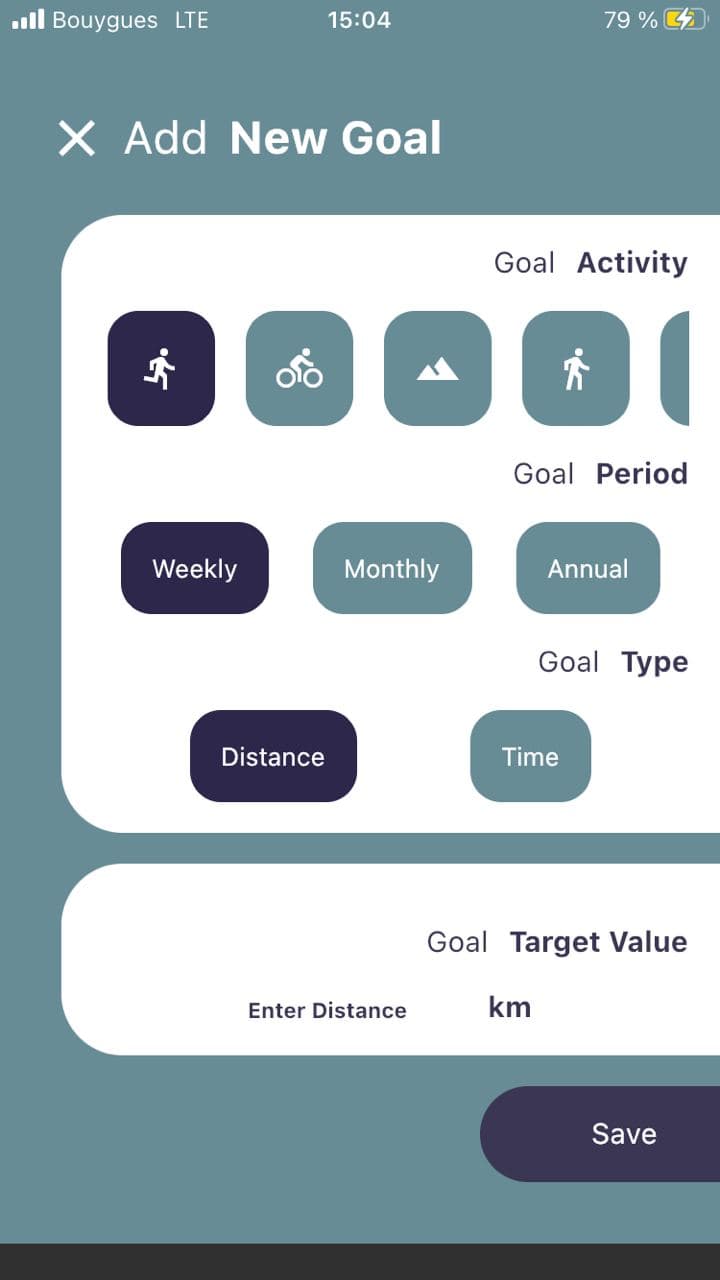 Bouygues LTE 15:04 79 %
Add New Goal
Goal Activity
Goal Period
Weekly Monthly Annual
Goal Type
Distance Time
Goal Target Value
Enter Distance km
Save